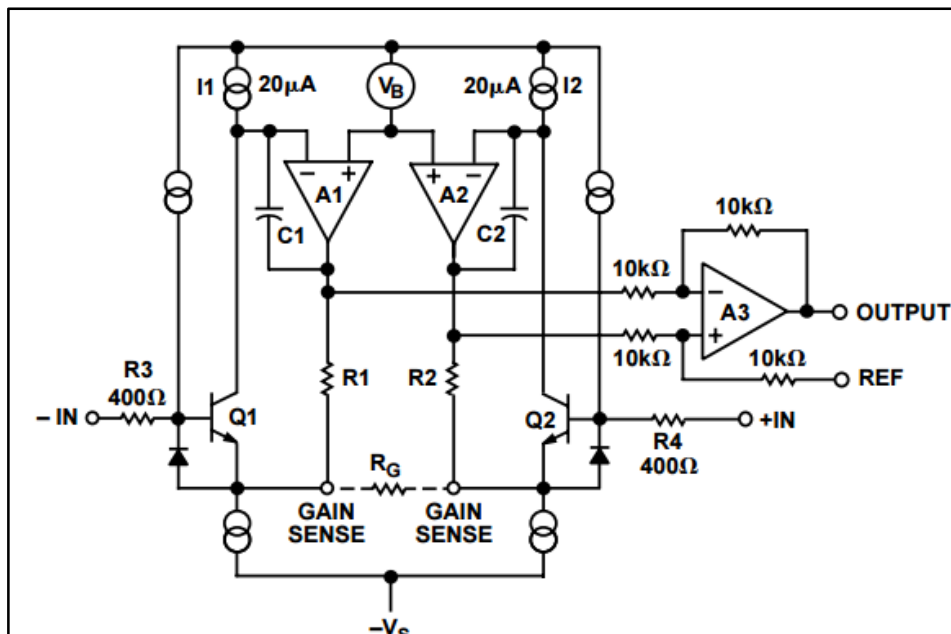 I1 20µA VB 20µA I2
– + + –
A1 A2
C1 C2
10kΩ
10kΩ
– A3 OUTPUT
+
10kΩ 10kΩ
REF
R3
400Ω
R1 R2
– IN Q1 Q2 +IN
R4
400Ω
RG
GAIN
SENSE
GAIN
SENSE
–VS